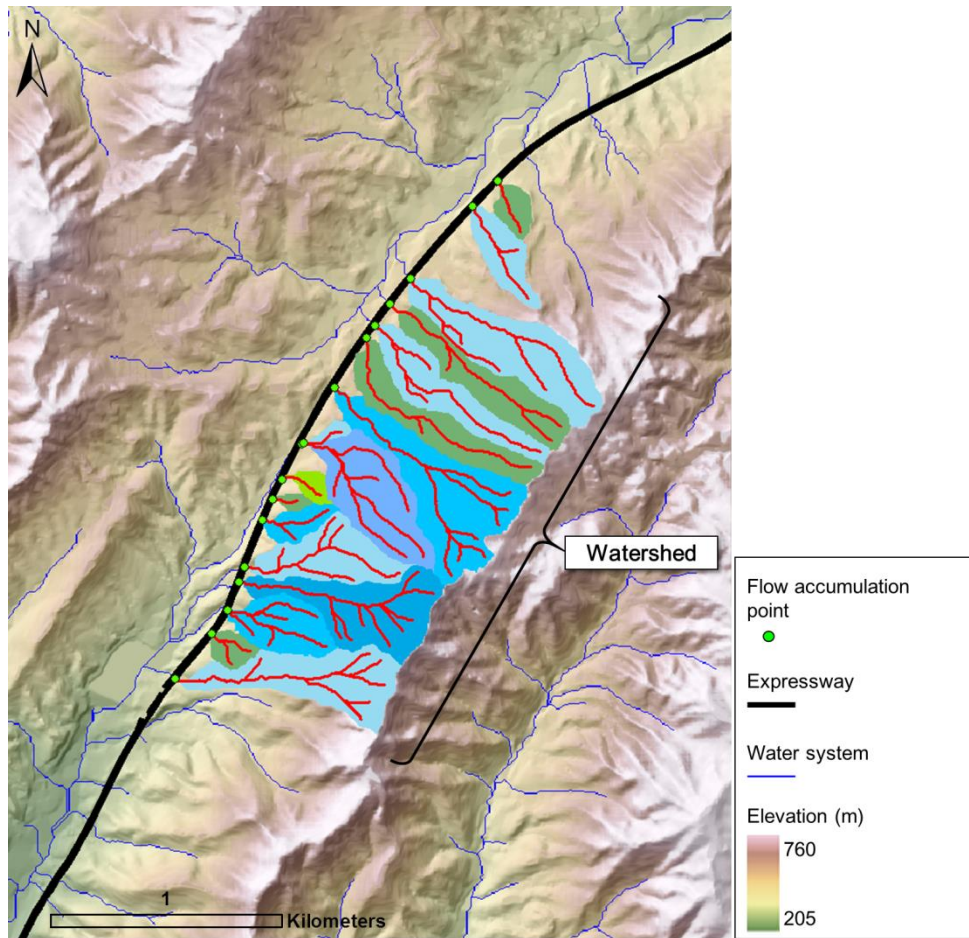 N
Watershed
1
Kilometers
Flow accumulation
point
Expressway
Water system
Elevation (m)
760
205